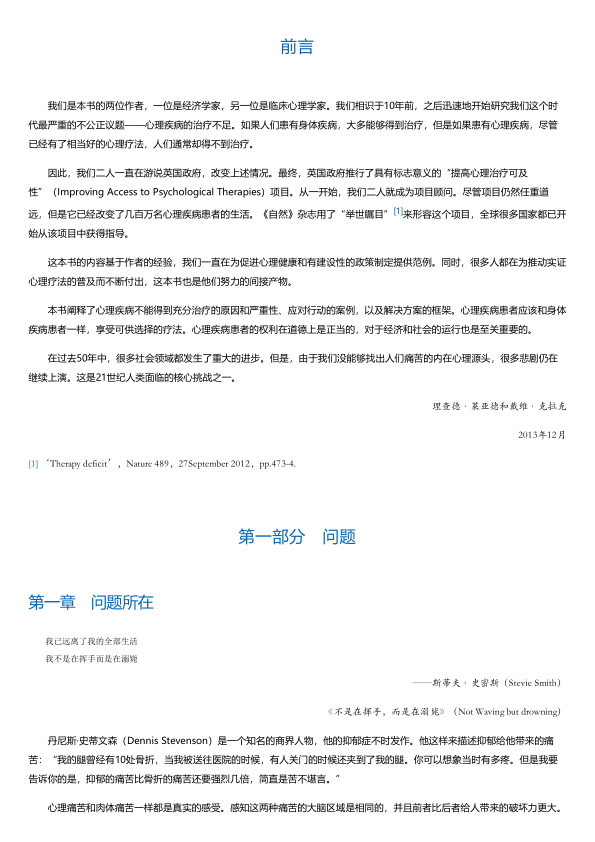 前言
我们是本书的两位作者，一位是经济学家，另一位是临床心理学家。我们相识于10年前，之后迅速地开始研究我们这个时
代最严重的不公正议题——心理疾病的治疗不足。如果人们患有身体疾病，大多能够得到治疗，但是如果患有心理疾病，尽管
已经有了相当好的心理疗法，人们通常却得不到治疗。
因此，我们二人一直在游说英国政府，改变上述情况。最终，英国政府推行了具有标志意义的“提高心理治疗可及
性”（Improving Access to Psychological Therapies）项目。从一开始，我们二人就成为项目顾问。尽管项目仍然任重道
远，但是它已经改变了几百万名心理疾病患者的生活。《自然》杂志用了“举世瞩目”[1]来形容这个项目，全球很多国家都已开
始从该项目中获得指导。
这本书的内容基于作者的经验，我们一直在为促进心理健康和有建设性的政策制定提供范例。同时，很多人都在为推动实证
心理疗法的普及而不断付出，这本书也是他们努力的间接产物。
本书阐释了心理疾病不能得到充分治疗的原因和严重性、应对行动的案例，以及解决方案的框架。心理疾病患者应该和身体
疾病患者一样，享受可供选择的疗法。心理疾病患者的权利在道德上是正当的，对于经济和社会的运行也是至关重要的。
在过去50年中，很多社会领域都发生了重大的进步。但是，由于我们没能够找出人们痛苦的内在心理源头，很多悲剧仍在
继续上演。这是21世纪人类面临的核心挑战之一。
理查德·莱亚德和戴维·克拉克
2013年12月
[1] ‘Therapy deficit’，Nature 489，27September 2012，pp.473-4.
第一部分 问题
第一章 问题所在
我已远离了我的全部生活
我不是在挥手而是在溺毙
——斯蒂夫·史密斯（Stevie Smith）
《不是在挥手，而是在溺毙》（Not Waving but drowning）
丹尼斯·史蒂文森（Dennis Stevenson）是一个知名的商界人物，他的抑郁症不时发作。他这样来描述抑郁给他带来的痛
苦：“我的腿曾经有10处骨折，当我被送往医院的时候，有人关门的时候还夹到了我的腿。你可以想象当时有多疼。但是我要
告诉你的是，抑郁的痛苦比骨折的痛苦还要强烈几倍，简直是苦不堪言。”
心理痛苦和肉体痛苦一样都是真实的感受。感知这两种痛苦的大脑区域是相同的，并且前者比后者给人带来的破坏力更大。